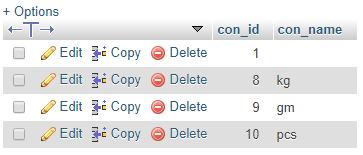 + Options
←T→ con_id con_name
Edit Copy Delete 1
Edit Copy Delete 8 kg
Edit Copy Delete 9 gm
Edit Copy Delete 10 pcs